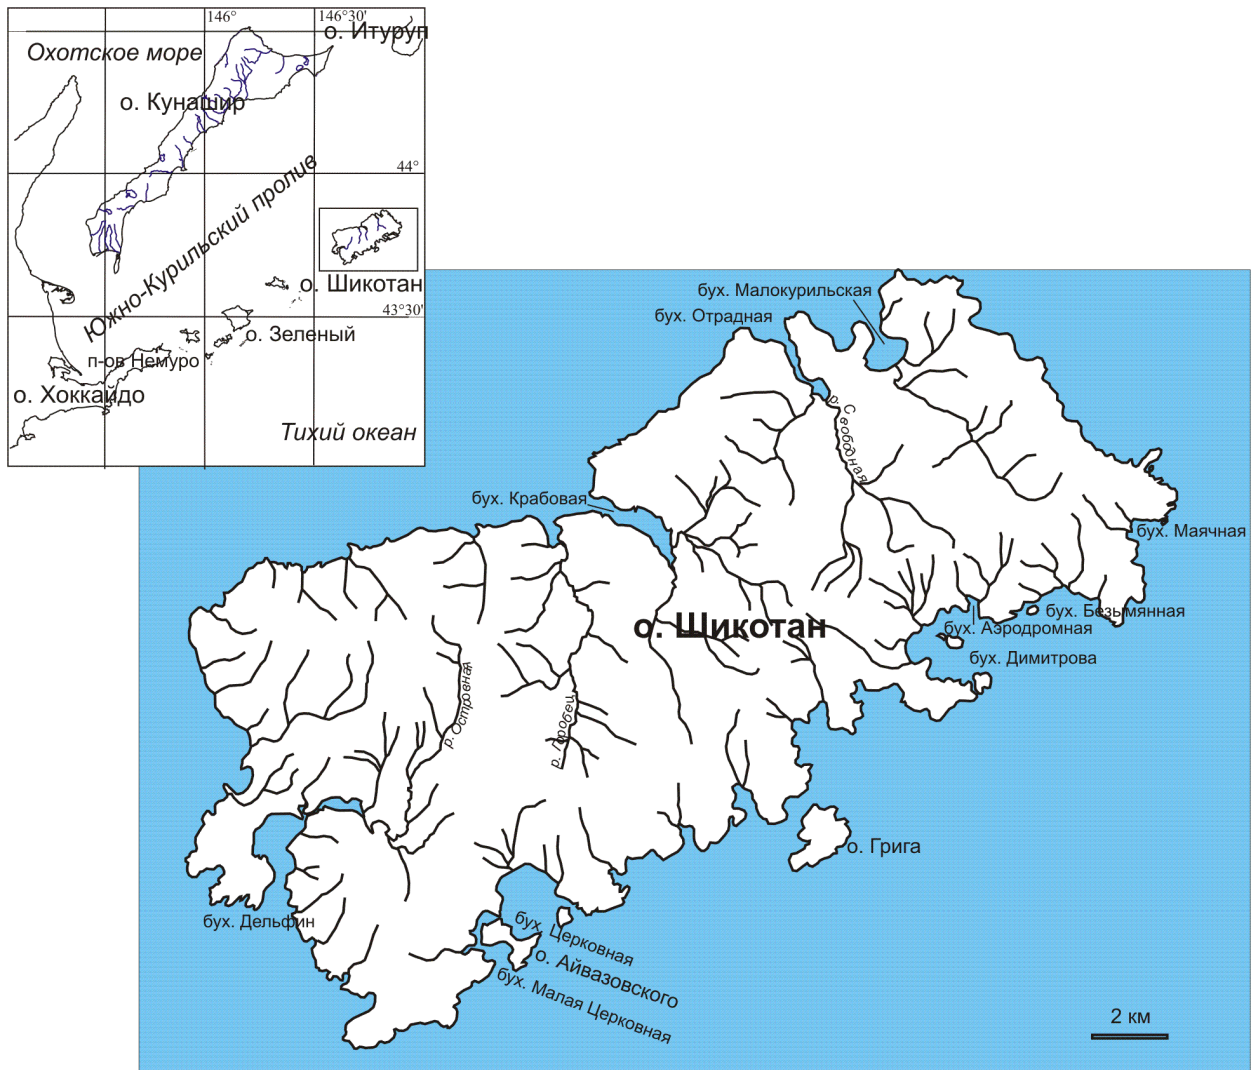 146°
146°30'
о. Итуруп
Охотское море
о. Кунашир
44°
Южно-Курильский пролив
о. Шикотан
43°30'
о. Зеленый
п-ов Немуро
о. Хоккайдо
Тихий океан
бух. Малокурильская
бух. Отрадная
р. Свободная
бух. Крабовая
бух. Маячная
бух. Безымянная
о. Шикотан
бух. Аэродромная
бух. Димитрова
р. Островная
р. Горобец
о. Грига
бух. Дельфин
бух. Церковная
о. Айвазовского
бух. Малая Церковная
2 км